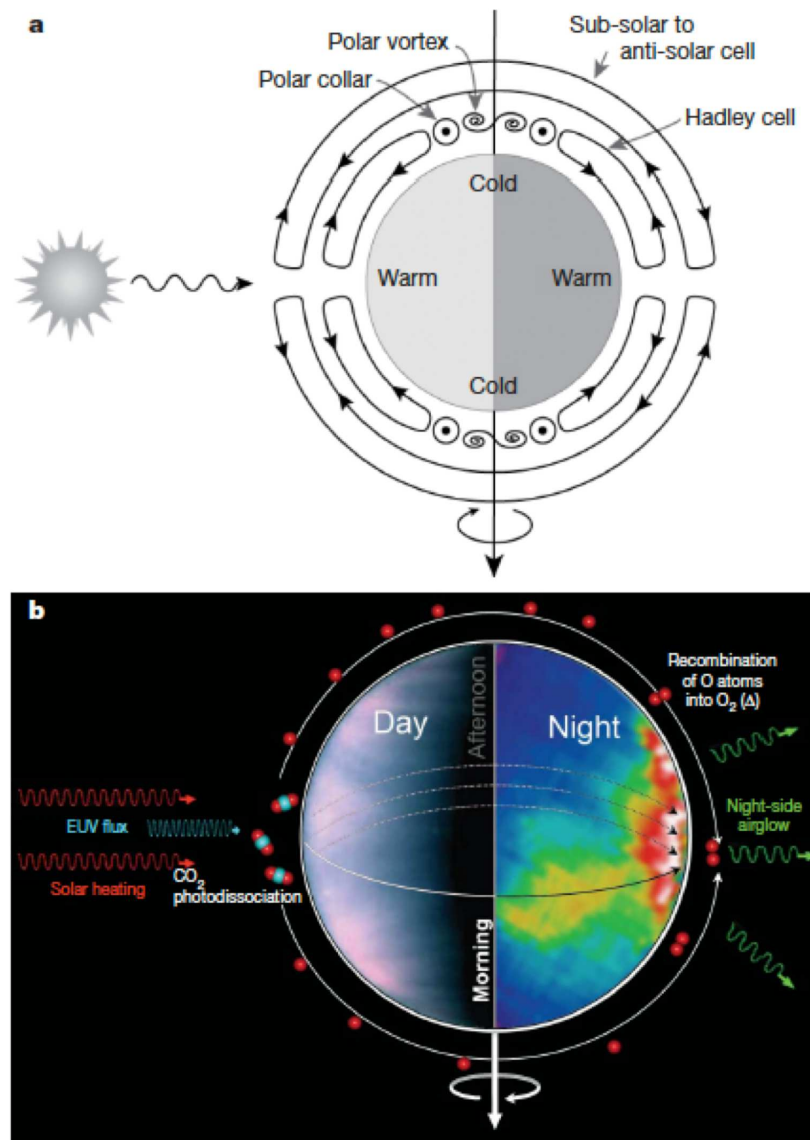 a
Polar vortex
Polar collar
Sub-solar to
anti-solar cell
Hadley cell
Cold
Warm
Warm
Cold
b
Day
Afternoon
Night
Recombination
of O atoms
into O₂ (Δ)
EUV flux
Solar heating
CO₂
photodissociation
Night-side
airglow
Morning